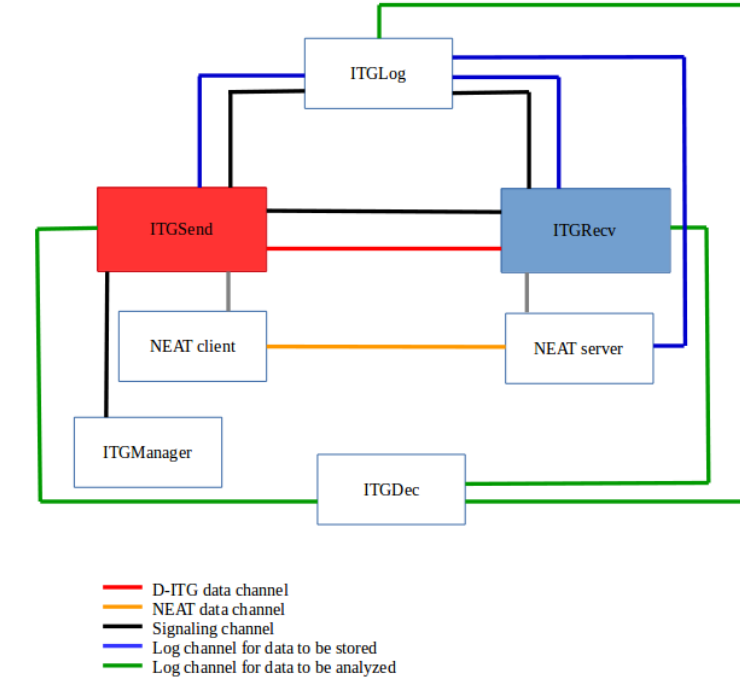 ITGLog
ITGSend
ITGRecv
NEAT client
NEAT server
ITGManager
ITGDec
D-ITG data channel
NEAT data channel
Signaling channel
Log channel for data to be stored
Log channel for data to be analyzed